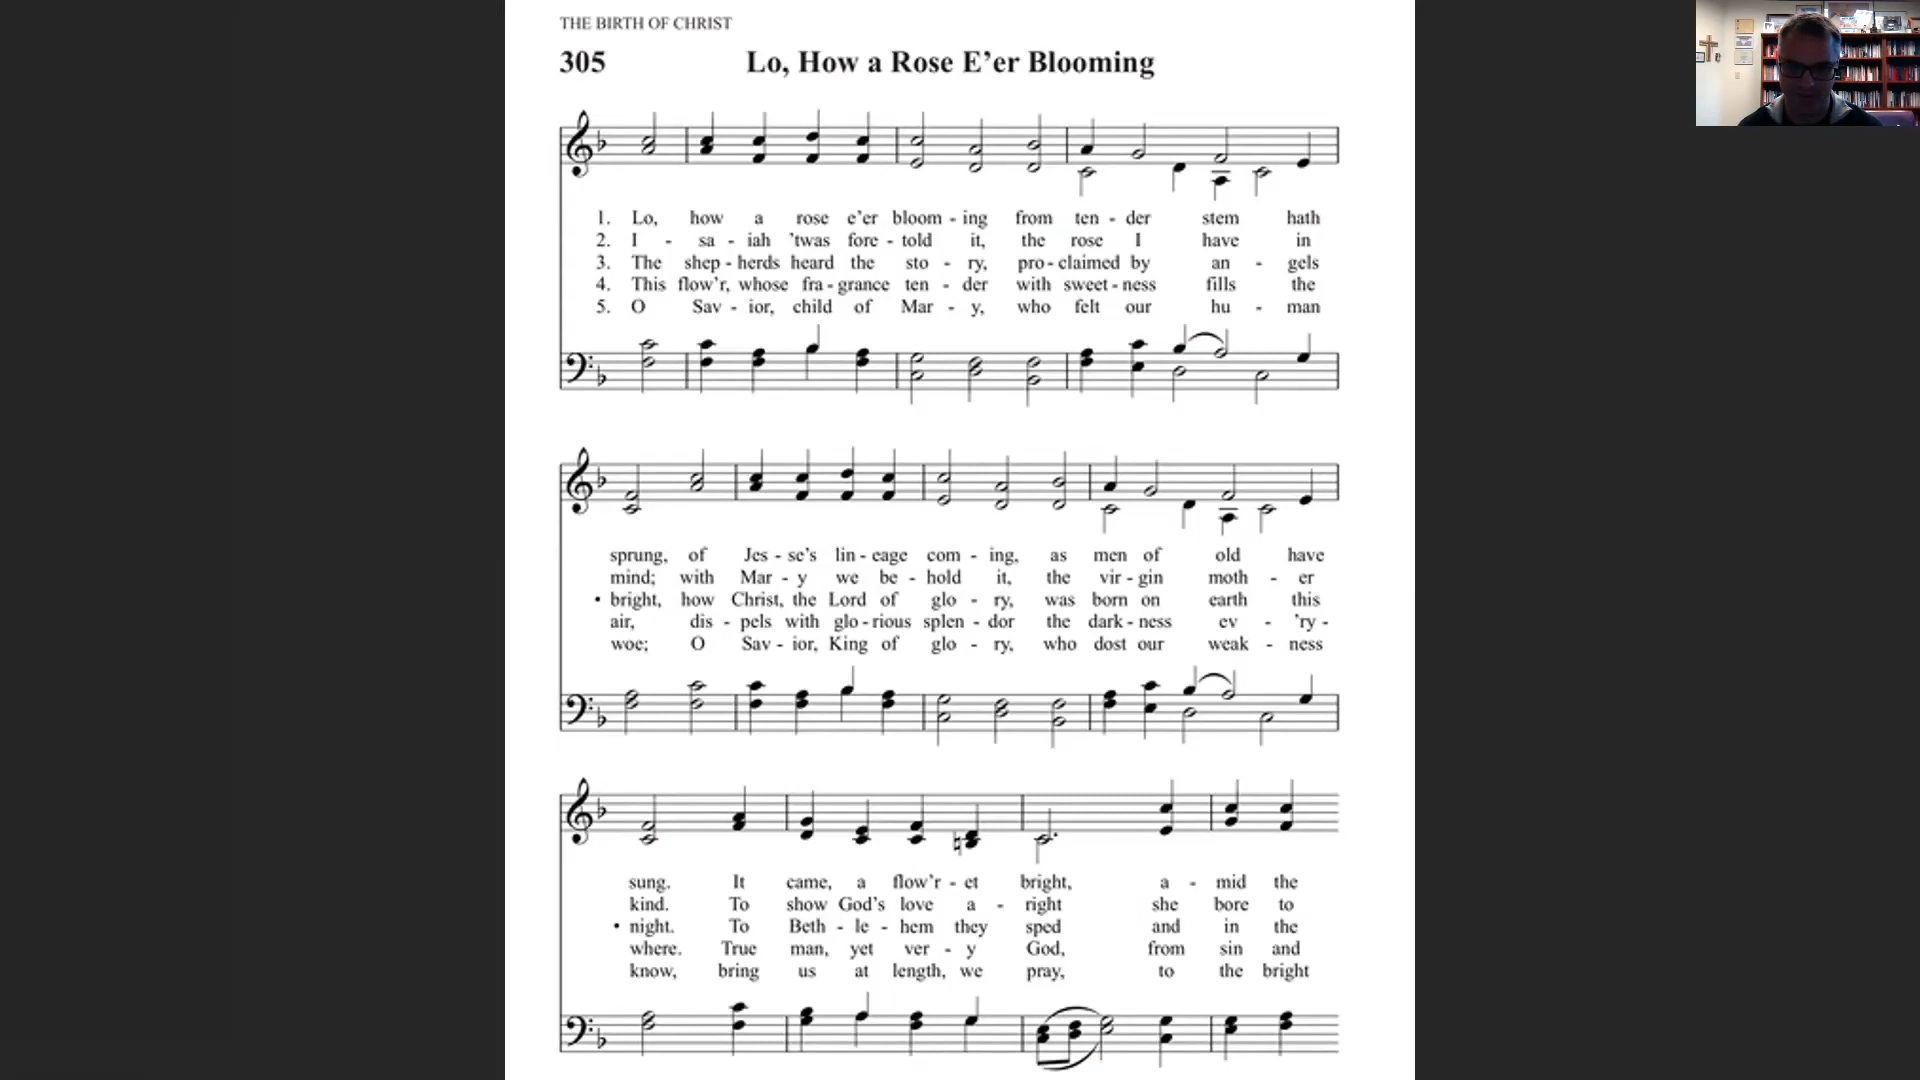 THE BIRTH OF CHRIST
305 Lo, How a Rose E’er Blooming
1. Lo, how a rose e’er bloom - ing from ten - der stem hath
2. I - sa - iah ’twas fore - told it, the rose I have in
3. The shep - herds heard the sto - ry, pro - claimed by an - gels
4. This flow’r, whose fra - grance ten - der with sweet - ness fills the
5. O Sav - ior, child of Mar - y, who felt our hu - man
sprung, of Jes - se’s lin - eage com - ing, as men of old have
mind; with Mar - y we be - hold it, the vir - gin moth - er
• bright, how Christ, the Lord of glo - ry, was born on earth this
air, dis - pels with glo - rious splen - dor the dark - ness ev - ’ry -
woe; O Sav - ior, King of glo - ry, who dost our weak - ness
sung. It came, a flow’r - et bright, a - mid the
kind. To show God’s love a - right she bore to
• night. To Beth - le - hem they sped and in the
where. True man, yet ver - y God, from sin and
know, bring us at length, we pray, to the bright